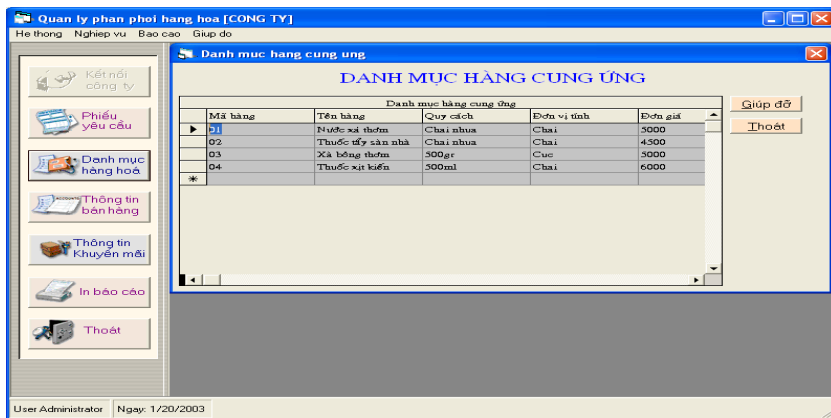 Quan ly phan phoi hang hoa [CONG TY]
He thong Nghiep vu Bao cao Giup do
Kết nối
công ty
Phiếu
yêu cầu
Danh mục
hàng hoá
Thông tin
bán hàng
Thông tin
Khuyến mãi
In báo cáo
Thoát
Danh muc hang cung ung
DANH MỤC HÀNG CUNG ỨNG
Danh mục hàng cung ứng
Mã hàng Tên hàng Quy cách Đơn vị tính Đơn giá
01 Nước xả thơm Chai nhua Chai 5000
02 Thuốc tẩy sàn nhà Chai nhua Chai 4500
03 Xà bông thơm 500gr Cuc 5000
04 Thuốc xịt kiến 500ml Chai 6000
Giúp đỡ
Thoát
User Administrator Ngay: 1/20/2003